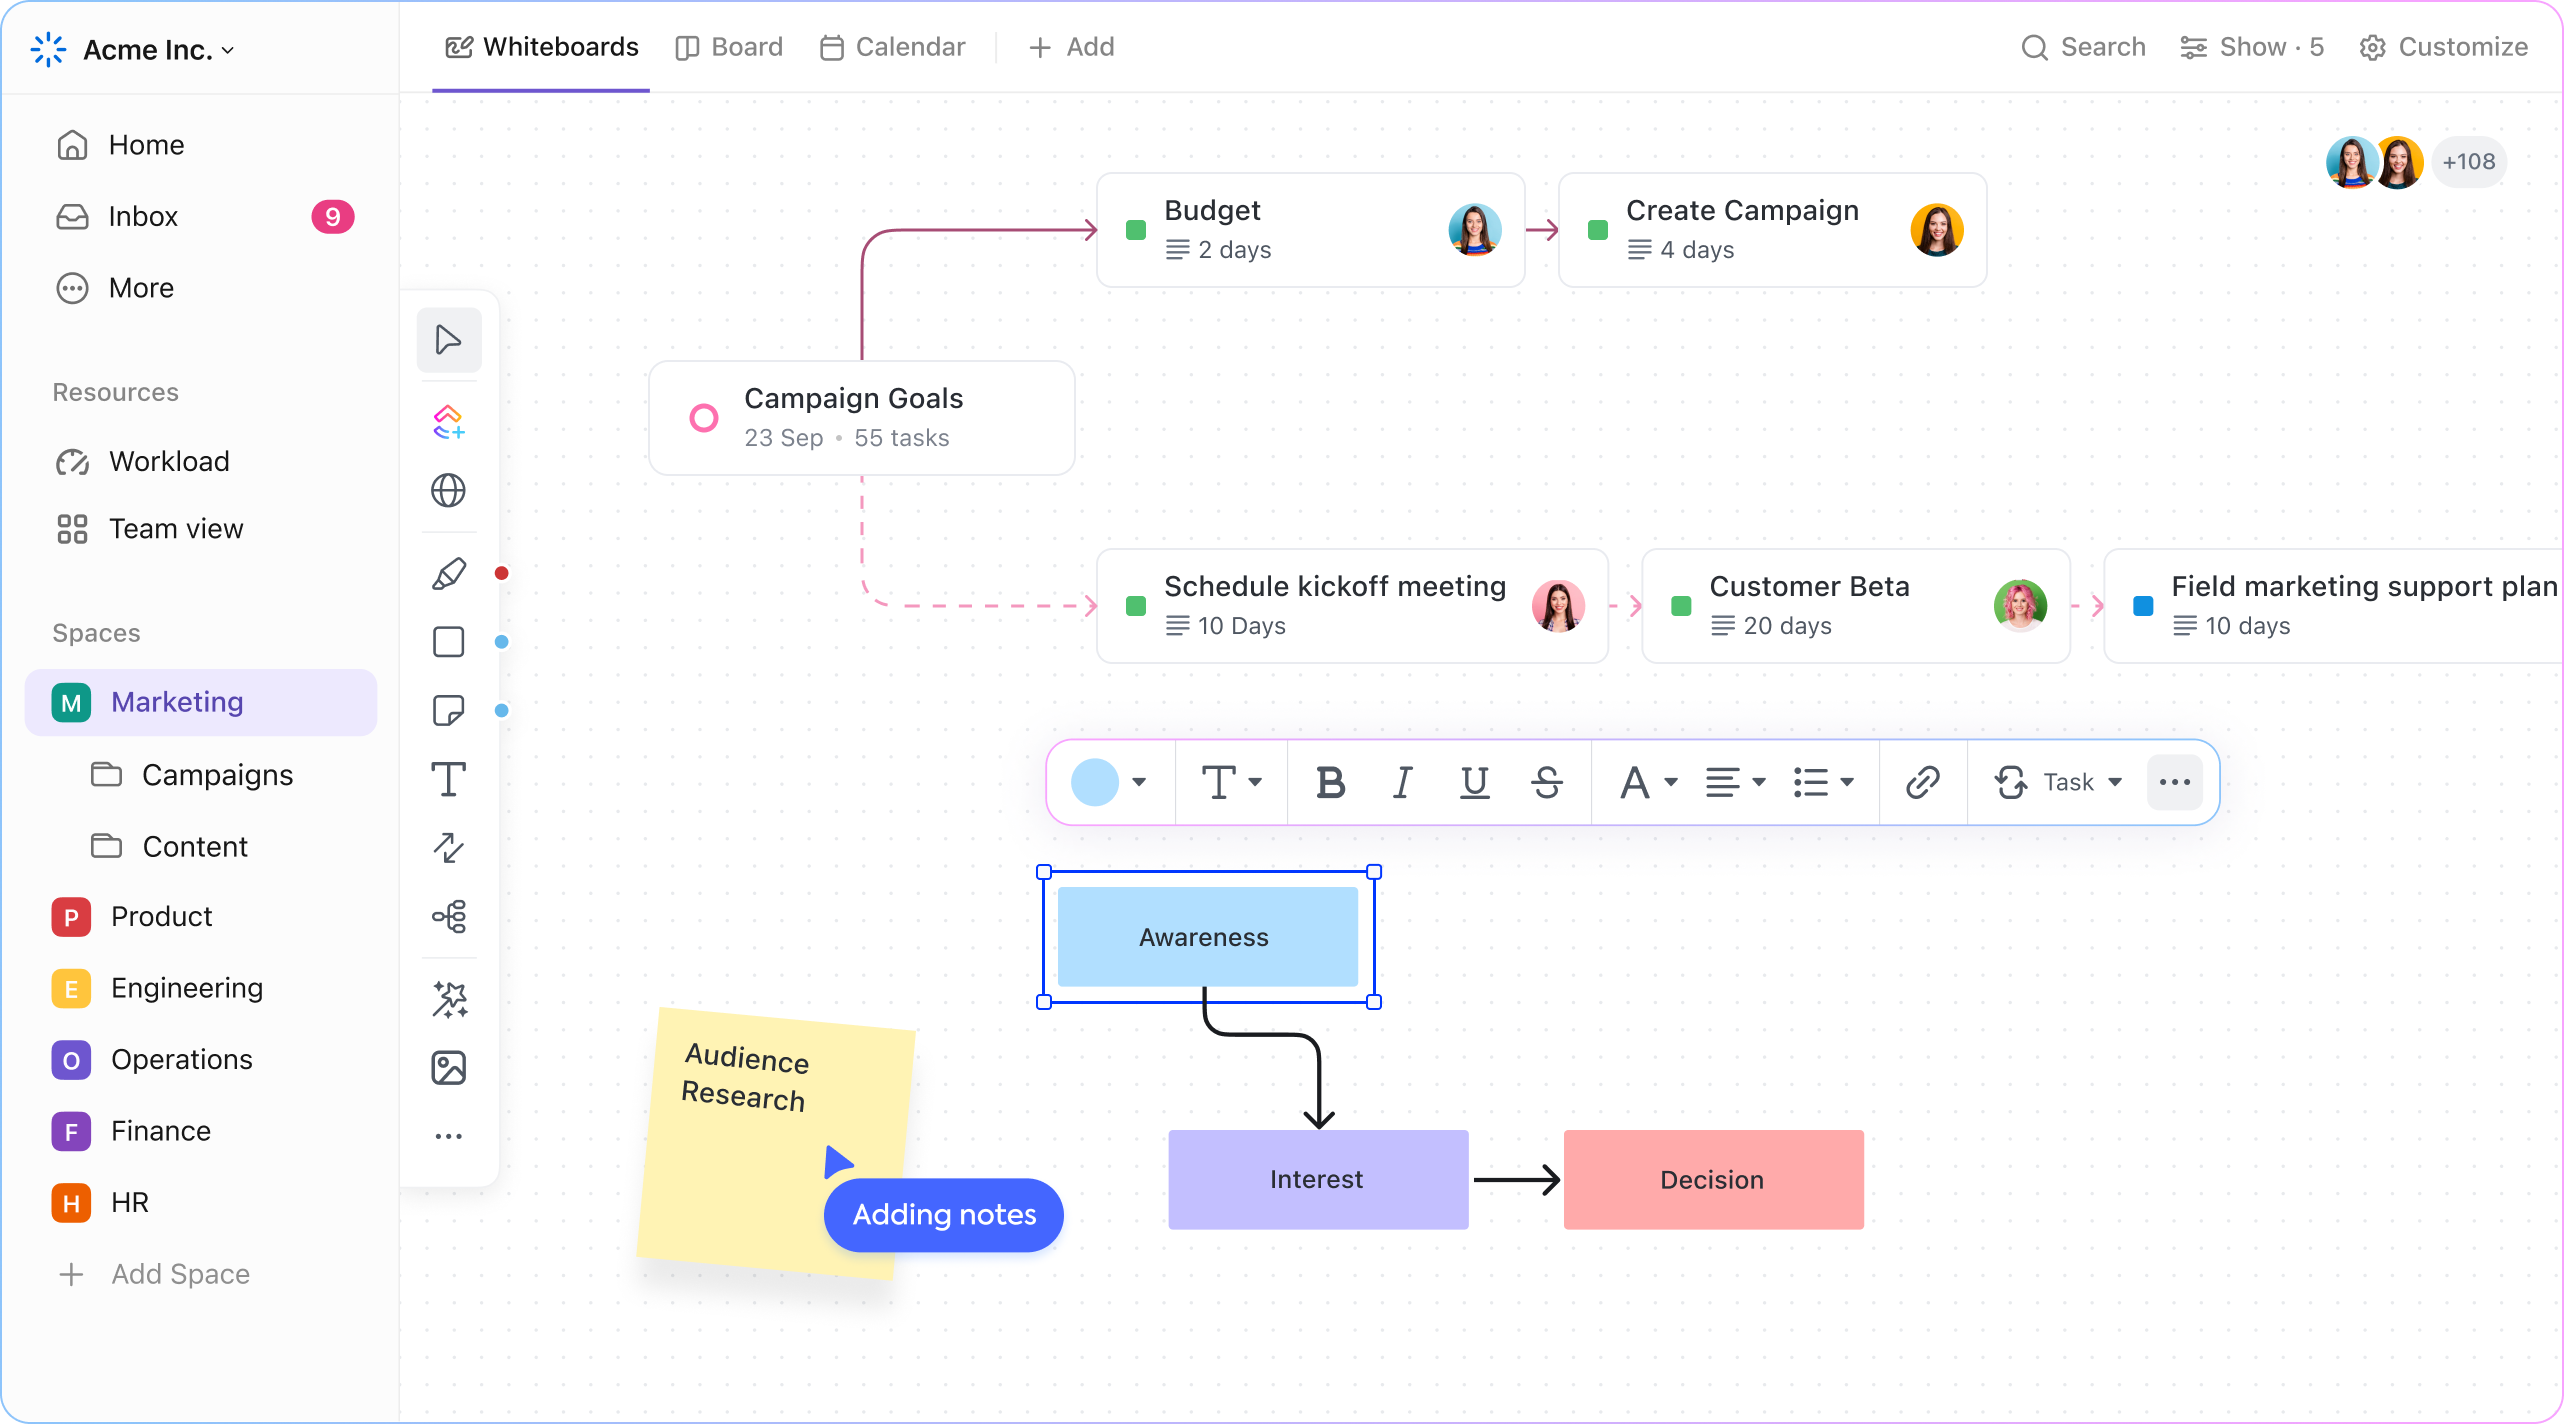 Acme Inc.
Home
Inbox
9
More
Resources
Workload
Team view
Spaces
M Marketing
Campaigns
Content
P Product
E Engineering
O Operations
F Finance
H HR
Add Space
Whiteboards
Board
Calendar
Add
Search
Show · 5
Customize
+108
Budget
2 days
Create Campaign
4 days
Campaign Goals
23 Sep • 55 tasks
Schedule kickoff meeting
10 Days
Customer Beta
20 days
Field marketing support plan
10 days
T
B
I
U
S
A
Task
Awareness
Audience
Research
Adding notes
Interest
Decision